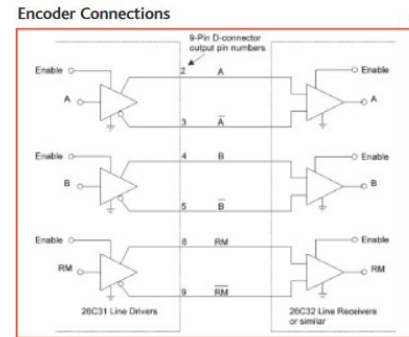 Encoder Connections
9-Pin D-connector
output pin numbers
Enable
2
A
Enable
A
A
3
A
Enable
4
B
Enable
B
B
5
B
Enable
8
RM
Enable
RM
RM
9
RM
26C31 Line Drivers
26C32 Line Receivers
or similar